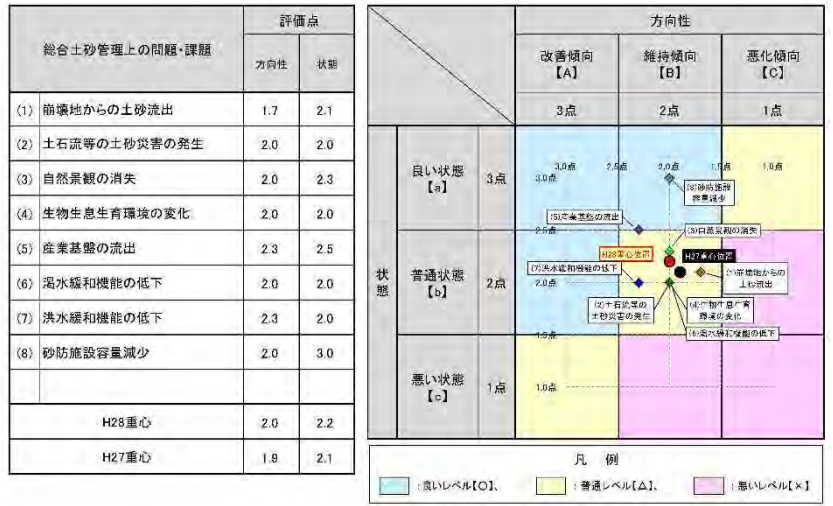 総合土砂管理上の問題・課題
評価点
方向性 状態
(1) 崩壊地からの土砂流出 1.7 2.1
(2) 土石流等の土砂災害の発生 2.0 2.0
(3) 自然景観の消失 2.0 2.3
(4) 生物生息生育環境の変化 2.0 2.0
(5) 産業基盤の流出 2.3 2.5
(6) 渇水緩和機能の低下 2.0 2.0
(7) 洪水緩和機能の低下 2.3 2.0
(8) 砂防施設容量減少 2.0 3.0
H28重心 2.0 2.2
H27重心 1.9 2.1
方向性
改善傾向 維持傾向 悪化傾向
【A】 【B】 【C】
3点 2点 1点
状態
良い状態
【a】
3点
普通状態
【b】
2点
悪い状態
【c】
1点
3.0点 2.5点 2.0点 1.5点 1.0点
3.0点
(8)砂防施設
容量減少
(5)産業基盤の流出
2.5点
(3)自然景観の消失
H28重心位置
H27重心位置
(7)洪水緩和機能の低下
(1)崩壊地からの
土砂流出
2.0点
(2)土石流等の
土砂災害の発生
(4)生物生息生育
環境の変化
(6)渇水緩和機能の低下
1.5点
1.0点
凡 例
:良いレベル【○】、 :普通レベル【△】、 :悪いレベル【×】